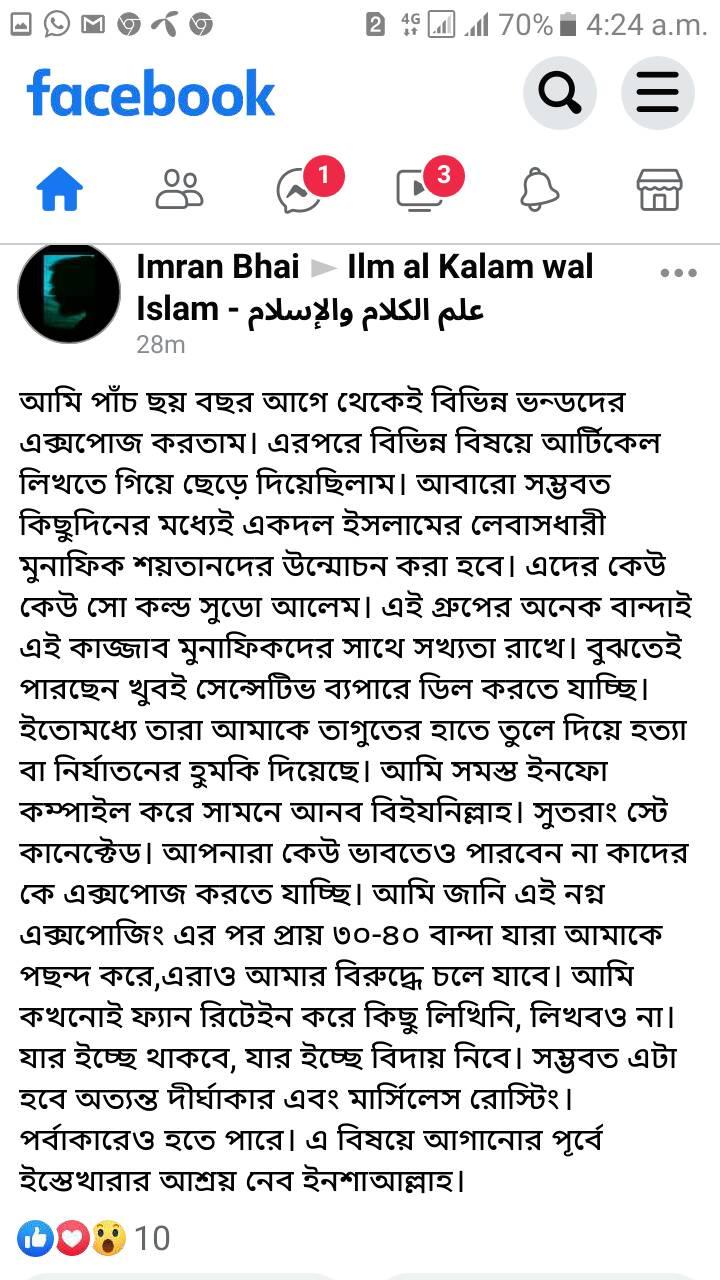 2 4G 70% 4:24 a.m.
facebook
1 3
Imran Bhai ► Ilm al Kalam wal
Islam - علم الكلام والإسلام
28m
আমি পাঁচ ছয় বছর আগে থেকেই বিভিন্ন ভন্ডদের
এক্সপোজ করতাম। এরপরে বিভিন্ন বিষয়ে আর্টিকেল
লিখতে গিয়ে ছেড়ে দিয়েছিলাম। আবারো সম্ভবত
কিছুদিনের মধ্যেই একদল ইসলামের লেবাসধারী
মুনাফিক শয়তানদের উন্মোচন করা হবে। এদের কেউ
কেউ সো কল্ড সুডো আলেম। এই গ্রুপের অনেক বান্দাই
এই কাজ্জাব মুনাফিকদের সাথে সখ্যতা রাখে। বুঝতেই
পারছেন খুবই সেন্সেটিভ ব্যপারে ডিল করতে যাচ্ছি।
ইতোমধ্যে তারা আমাকে তাগুতের হাতে তুলে দিয়ে হত্যা
বা নির্যাতনের হুমকি দিয়েছে। আমি সমস্ত ইনফো
কম্পাইল করে সামনে আনব বিইযনিল্লাহ। সুতরাং স্টে
কানেক্টেড। আপনারা কেউ ভাবতেও পারবেন না কাদের
কে এক্সপোজ করতে যাচ্ছি। আমি জানি এই নগ্ন
এক্সপোজিং এর পর প্রায় ৩০-৪০ বান্দা যারা আমাকে
পছন্দ করে,এরাও আমার বিরুদ্ধে চলে যাবে। আমি
কখনোই ফ্যান রিটেইন করে কিছু লিখিনি, লিখবও না।
যার ইচ্ছে থাকবে, যার ইচ্ছে বিদায় নিবে। সম্ভবত এটা
হবে অত্যন্ত দীর্ঘাকার এবং মার্সিলেস রোস্টিং।
পর্বাকারেও হতে পারে। এ বিষয়ে আগানোর পূর্বে
ইস্তেখারার আশ্রয় নেব ইনশাআল্লাহ।
10